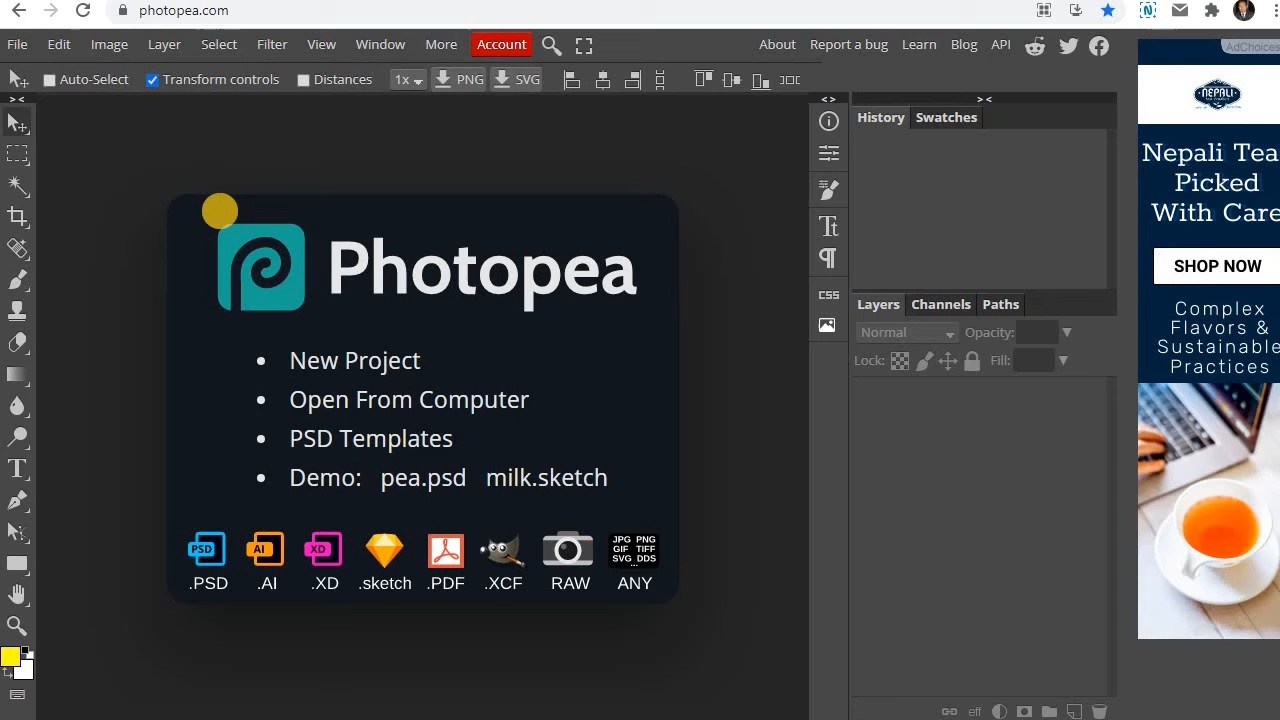 photopea.com
File Edit Image Layer Select Filter View Window More Account About Report a bug Learn Blog API
Auto-Select Transform controls Distances 1x PNG SVG
> <
< >
> <
History Swatches
CSS
Layers Channels Paths
Normal Opacity:
Lock: Fill:
eff
Photopea
New Project
Open From Computer
PSD Templates
Demo: pea.psd milk.sketch
PSD AI XD JPG PNG
GIF TIFF
SVG DDS
...
.PSD .AI .XD .sketch .PDF .XCF RAW ANY
AdChoices
NEPALI
Nepali Tea
Picked
With Care
SHOP NOW
Complex
Flavors &
Sustainable
Practices